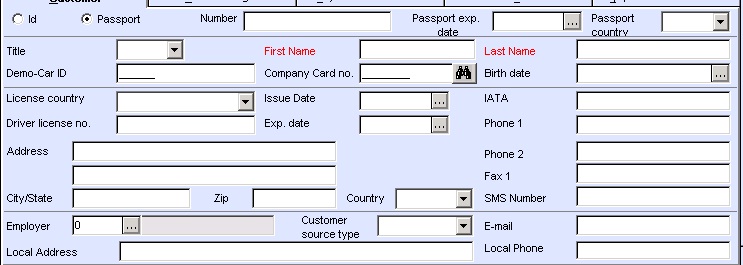 Customer
Id Passport Number Passport exp. date Passport country
Title First Name Last Name
Demo-Car ID Company Card no. Birth date ...
License country Issue Date ... IATA
Driver license no. Exp. date ... Phone 1
Address Phone 2
Fax 1
City/State Zip Country SMS Number
Employer 0 ... Customer source type E-mail
Local Address Local Phone